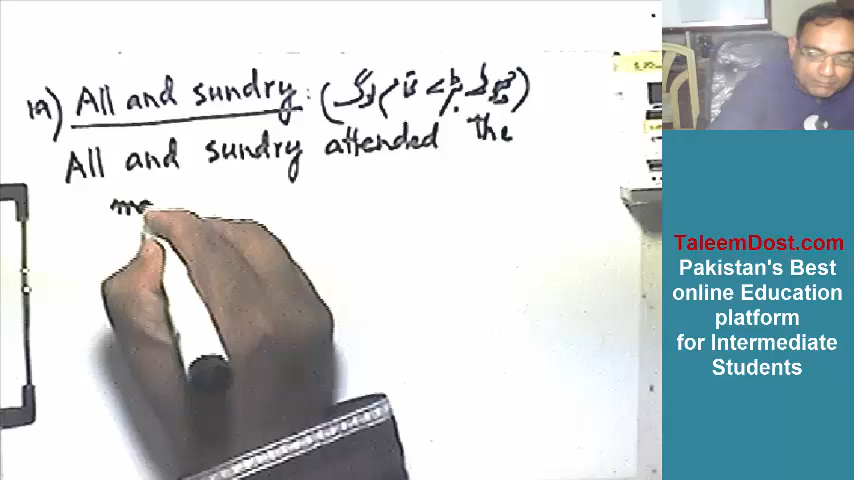 19) All and sundry : (چھوٹے بڑے تمام لوگ)
All and sundry attended the
me
TaleemDost.com
Pakistan's Best
online Education
platform
for Intermediate
Students